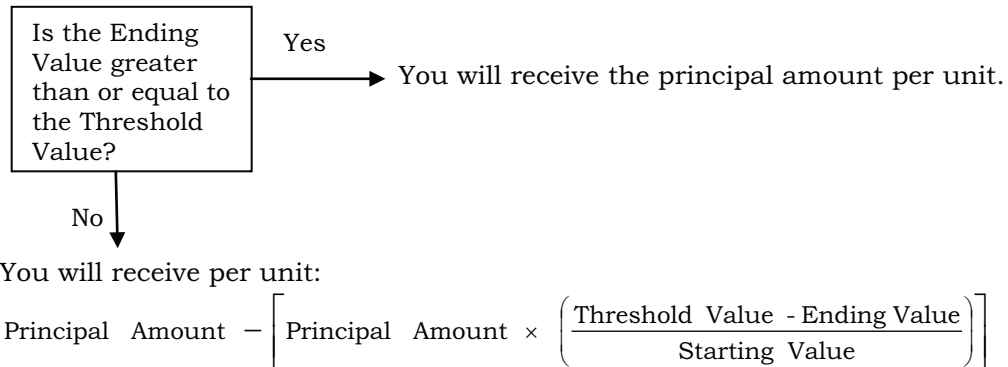 Is the Ending
Value greater
than or equal to
the Threshold
Value?
Yes
You will receive the principal amount per unit.
No
You will receive per unit:
Principal Amount − [ Principal Amount × ( Threshold Value - Ending Value / Starting Value ) ]